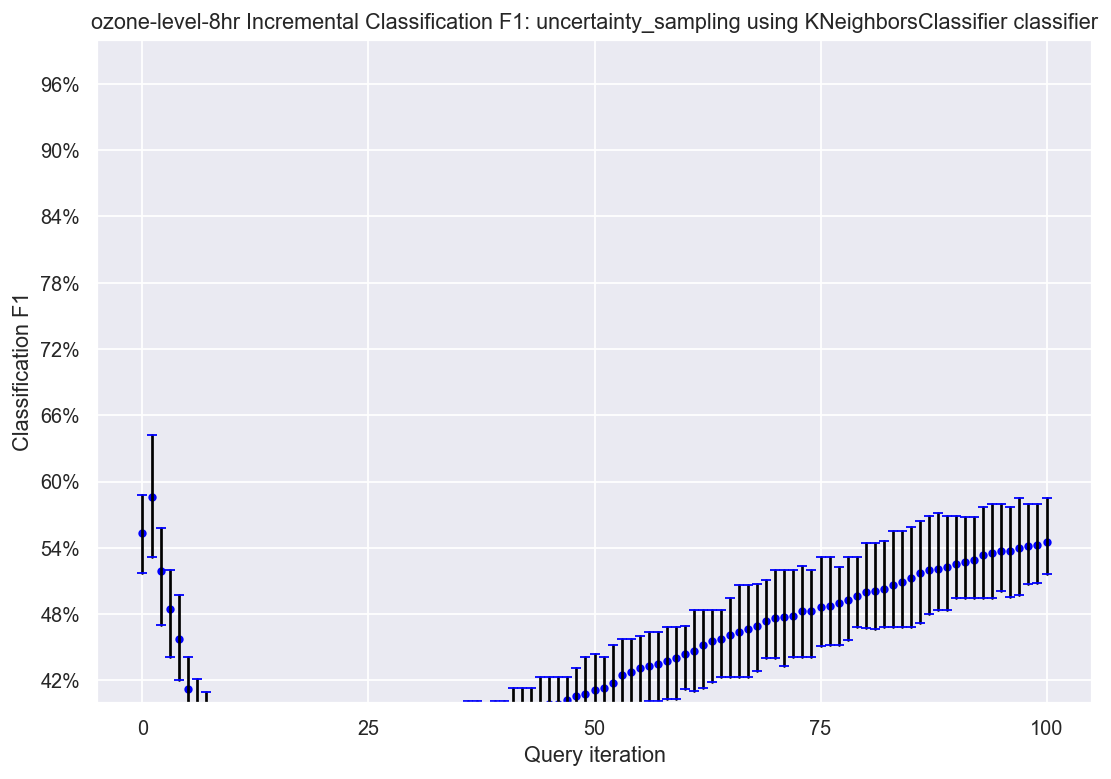 ozone-level-8hr Incremental Classification F1: uncertainty_sampling using KNeighborsClassifier classifier
96%
90%
84%
78%
72%
66%
60%
54%
48%
42%
Classification F1
0 25 50 75 100
Query iteration